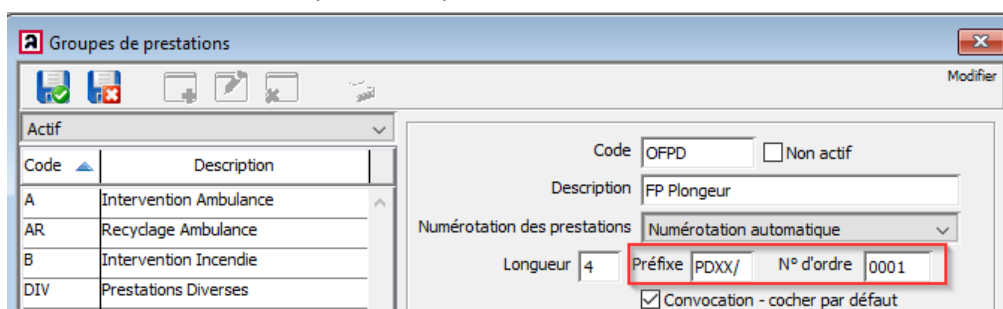 Groupes de prestations
Modifier
Actif
Code Description
A Intervention Ambulance
AR Recyclage Ambulance
B Intervention Incendie
DIV Prestations Diverses
Code OFPD Non actif
Description FP Plongeur
Numérotation des prestations Numérotation automatique
Longueur 4 Préfixe PDXX/ N° d'ordre 0001
Convocation - cocher par défaut